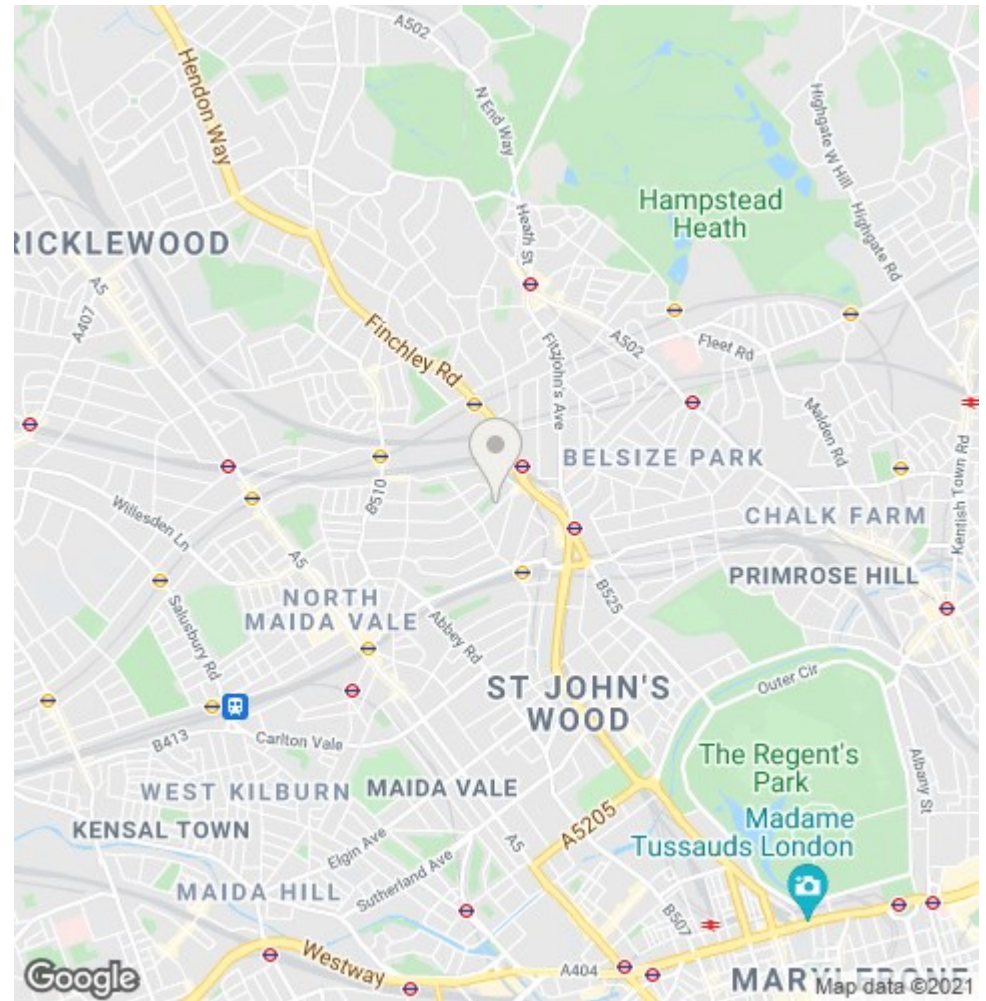 A502
Hendon Way
N End Way
Highgate W Hill
Hampstead
Heath
Heath St
Highgate Rd
RICKLEWOOD
A5
A407
Finchley Rd
Fitzjohn's Ave
A502
Fleet Rd
Malden Rd
BELSIZE PARK
B510
Willesden Ln
CHALK FARM
Kentish Town Rd
A5
PRIMROSE HILL
B525
NORTH
MAIDA VALE
Salusbury Rd
Abbey Rd
ST JOHN'S
WOOD
Outer Cir
B413
Carlton Vale
The Regent's
Park
Albany St
WEST KILBURN
MAIDA VALE
Madame
Tussauds London
KENSAL TOWN
Elgin Ave
A5
A5205
Sutherland Ave
MAIDA HILL
B507
Westway
A404
MARYLEBONE
Google
Map data ©2021